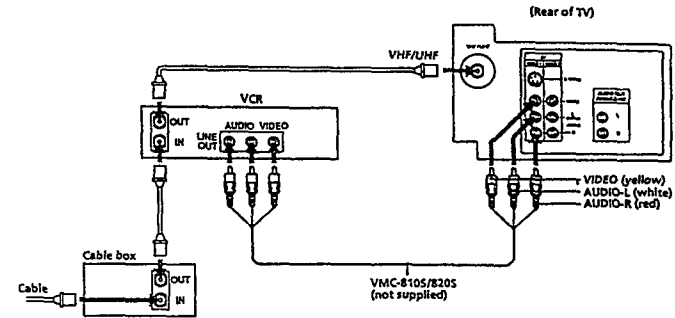 (Rear of TV)
VHF/UHF
VCR
OUT
IN
AUDIO VIDEO
LINE
OUT
VIDEO (yellow)
AUDIO-L (white)
AUDIO-R (red)
Cable box
OUT
IN
Cable
VMC-810S/820S
(not supplied)